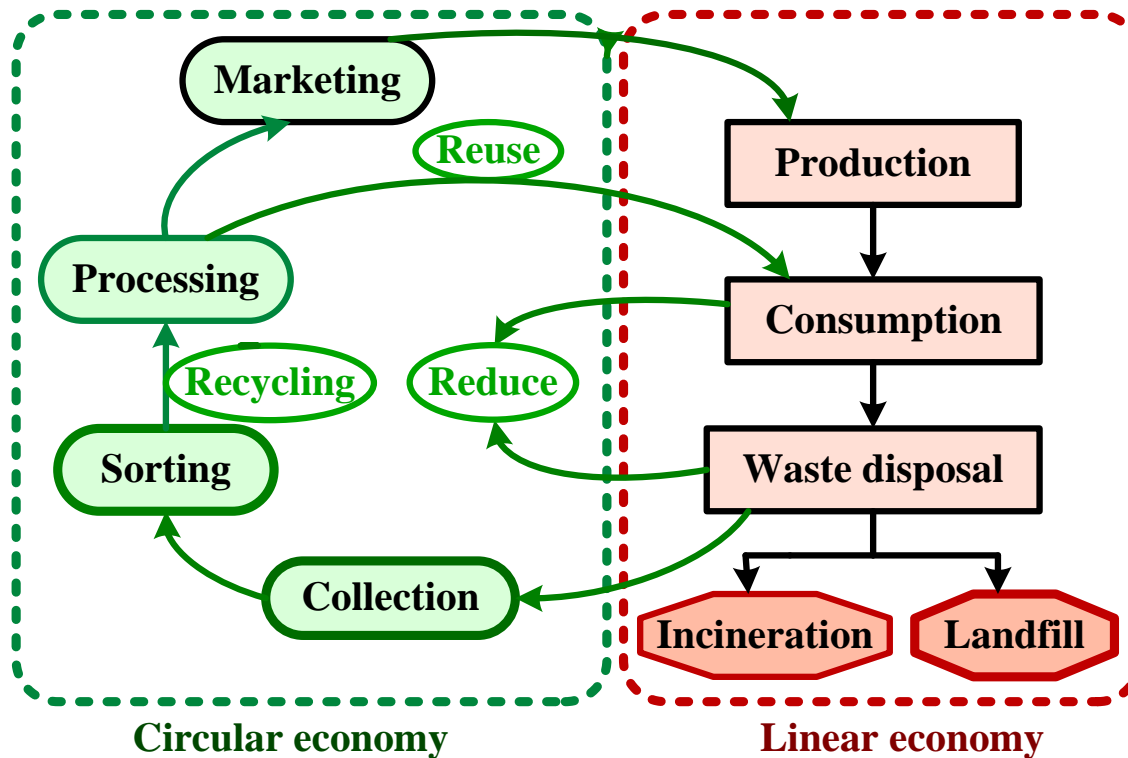 Marketing
Reuse
Production
Processing
Consumption
Recycling
Reduce
Sorting
Waste disposal
Collection
Incineration
Landfill
Circular economy
Linear economy